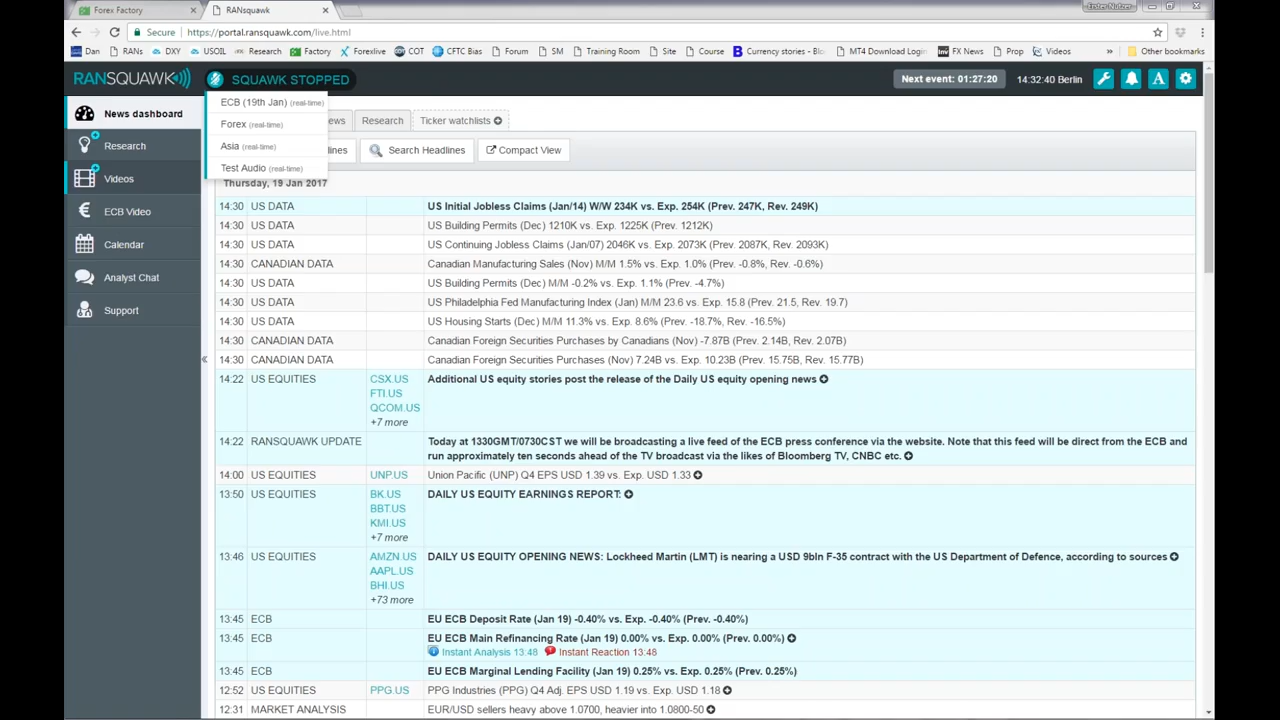 Forex Factory
RANsquawk
Erster Nutzer
Secure
https://portal.ransquawk.com/live.html
Dan
RANs
DXY
USOIL
Research
Factory
Forexlive
COT
CFTC Bias
Forum
SM
Training Room
Site
Course
Currency stories - Blo
MT4 Download Login
FX News
Prop
Videos
Other bookmarks
RANSQUAWK
SQUAWK STOPPED
Next event: 01:27:20
14:32:40 Berlin
ECB (19th Jan) (real-time)
Forex (real-time)
Asia (real-time)
Test Audio (real-time)
News dashboard
Research
Videos
ECB Video
Calendar
Analyst Chat
Support
ews
Research
Ticker watchlists
lines
Search Headlines
Compact View
Thursday, 19 Jan 2017
14:30 US DATA US Initial Jobless Claims (Jan/14) W/W 234K vs. Exp. 254K (Prev. 247K, Rev. 249K)
14:30 US DATA US Building Permits (Dec) 1210K vs. Exp. 1225K (Prev. 1212K)
14:30 US DATA US Continuing Jobless Claims (Jan/07) 2046K vs. Exp. 2073K (Prev. 2087K, Rev. 2093K)
14:30 CANADIAN DATA Canadian Manufacturing Sales (Nov) M/M 1.5% vs. Exp. 1.0% (Prev. -0.8%, Rev. -0.6%)
14:30 US DATA US Building Permits (Dec) M/M -0.2% vs. Exp. 1.1% (Prev. -4.7%)
14:30 US DATA US Philadelphia Fed Manufacturing Index (Jan) M/M 23.6 vs. Exp. 15.8 (Prev. 21.5, Rev. 19.7)
14:30 US DATA US Housing Starts (Dec) M/M 11.3% vs. Exp. 8.6% (Prev. -18.7%, Rev. -16.5%)
14:30 CANADIAN DATA Canadian Foreign Securities Purchases by Canadians (Nov) -7.87B (Prev. 2.14B, Rev. 2.07B)
14:30 CANADIAN DATA Canadian Foreign Securities Purchases (Nov) 7.24B vs. Exp. 10.23B (Prev. 15.75B, Rev. 15.77B)
14:22 US EQUITIES CSX.US Additional US equity stories post the release of the Daily US equity opening news
FTI.US
QCOM.US
+7 more
14:22 RANSQUAWK UPDATE Today at 1330GMT/0730CST we will be broadcasting a live feed of the ECB press conference via the website. Note that this feed will be direct from the ECB and
run approximately ten seconds ahead of the TV broadcast via the likes of Bloomberg TV, CNBC etc.
14:00 US EQUITIES UNP.US Union Pacific (UNP) Q4 EPS USD 1.39 vs. Exp. USD 1.33
13:50 US EQUITIES BK.US DAILY US EQUITY EARNINGS REPORT:
BBT.US
KMI.US
+7 more
13:46 US EQUITIES AMZN.US DAILY US EQUITY OPENING NEWS: Lockheed Martin (LMT) is nearing a USD 9bln F-35 contract with the US Department of Defence, according to sources
AAPL.US
BHI.US
+73 more
13:45 ECB EU ECB Deposit Rate (Jan 19) -0.40% vs. Exp. -0.40% (Prev. -0.40%)
13:45 ECB EU ECB Main Refinancing Rate (Jan 19) 0.00% vs. Exp. 0.00% (Prev. 0.00%)
Instant Analysis 13:48 Instant Reaction 13:48
13:45 ECB EU ECB Marginal Lending Facility (Jan 19) 0.25% vs. Exp. 0.25% (Prev. 0.25%)
12:52 US EQUITIES PPG.US PPG Industries (PPG) Q4 Adj. EPS USD 1.19 vs. Exp. USD 1.18
12:31 MARKET ANALYSIS EUR/USD sellers heavy above 1.0700, heavier into 1.0800-50